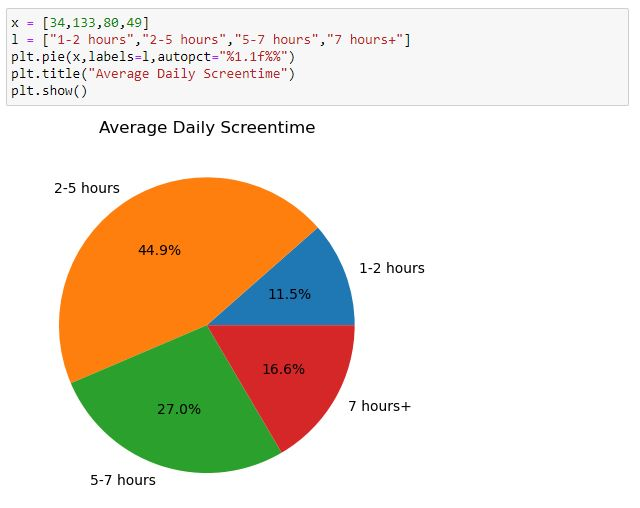 x = [34,133,80,49]
l = ["1-2 hours","2-5 hours","5-7 hours","7 hours+"]
plt.pie(x,labels=l,autopct="%1.1f%%")
plt.title("Average Daily Screentime")
plt.show()
Average Daily Screentime
2-5 hours
44.9%
1-2 hours
11.5%
16.6%
7 hours+
27.0%
5-7 hours